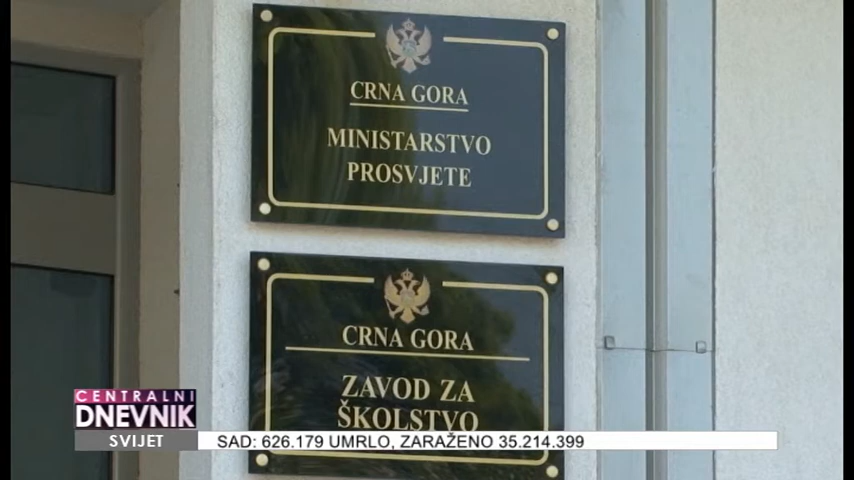 CRNA GORA
MINISTARSTVO
PROSVJETE
CRNA GORA
ZAVOD ZA
ŠKOLSTVO
CENTRALNI
DNEVNIK
SVIJET
SAD: 626.179 UMRLO, ZARAŽENO 35.214.399